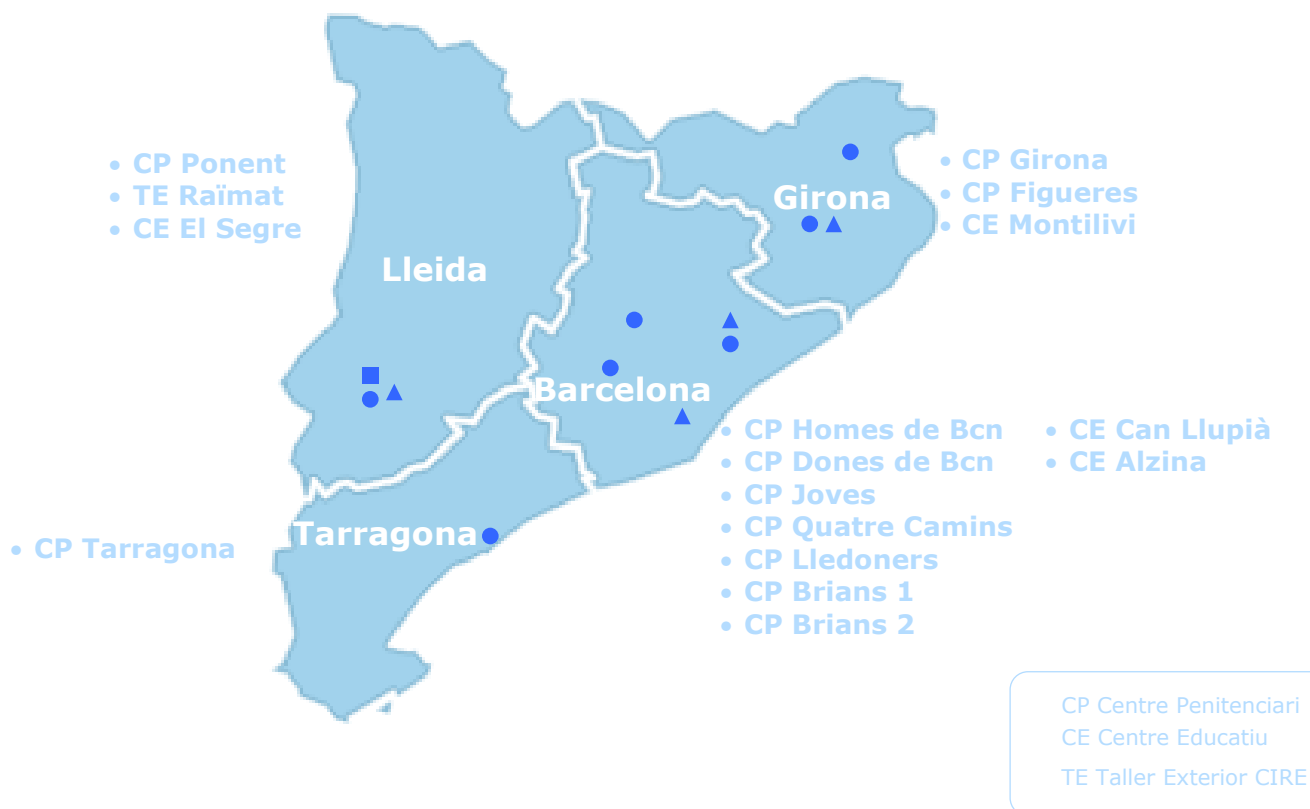 • CP Ponent
• TE Raïmat
• CE El Segre
Lleida
Girona
• CP Girona
• CP Figueres
• CE Montilivi
Barcelona
• CP Homes de Bcn
• CP Dones de Bcn
• CP Joves
• CP Quatre Camins
• CP Lledoners
• CP Brians 1
• CP Brians 2
• CE Can Llupià
• CE Alzina
Tarragona
• CP Tarragona
CP Centre Penitenciari
CE Centre Educatiu
TE Taller Exterior CIRE